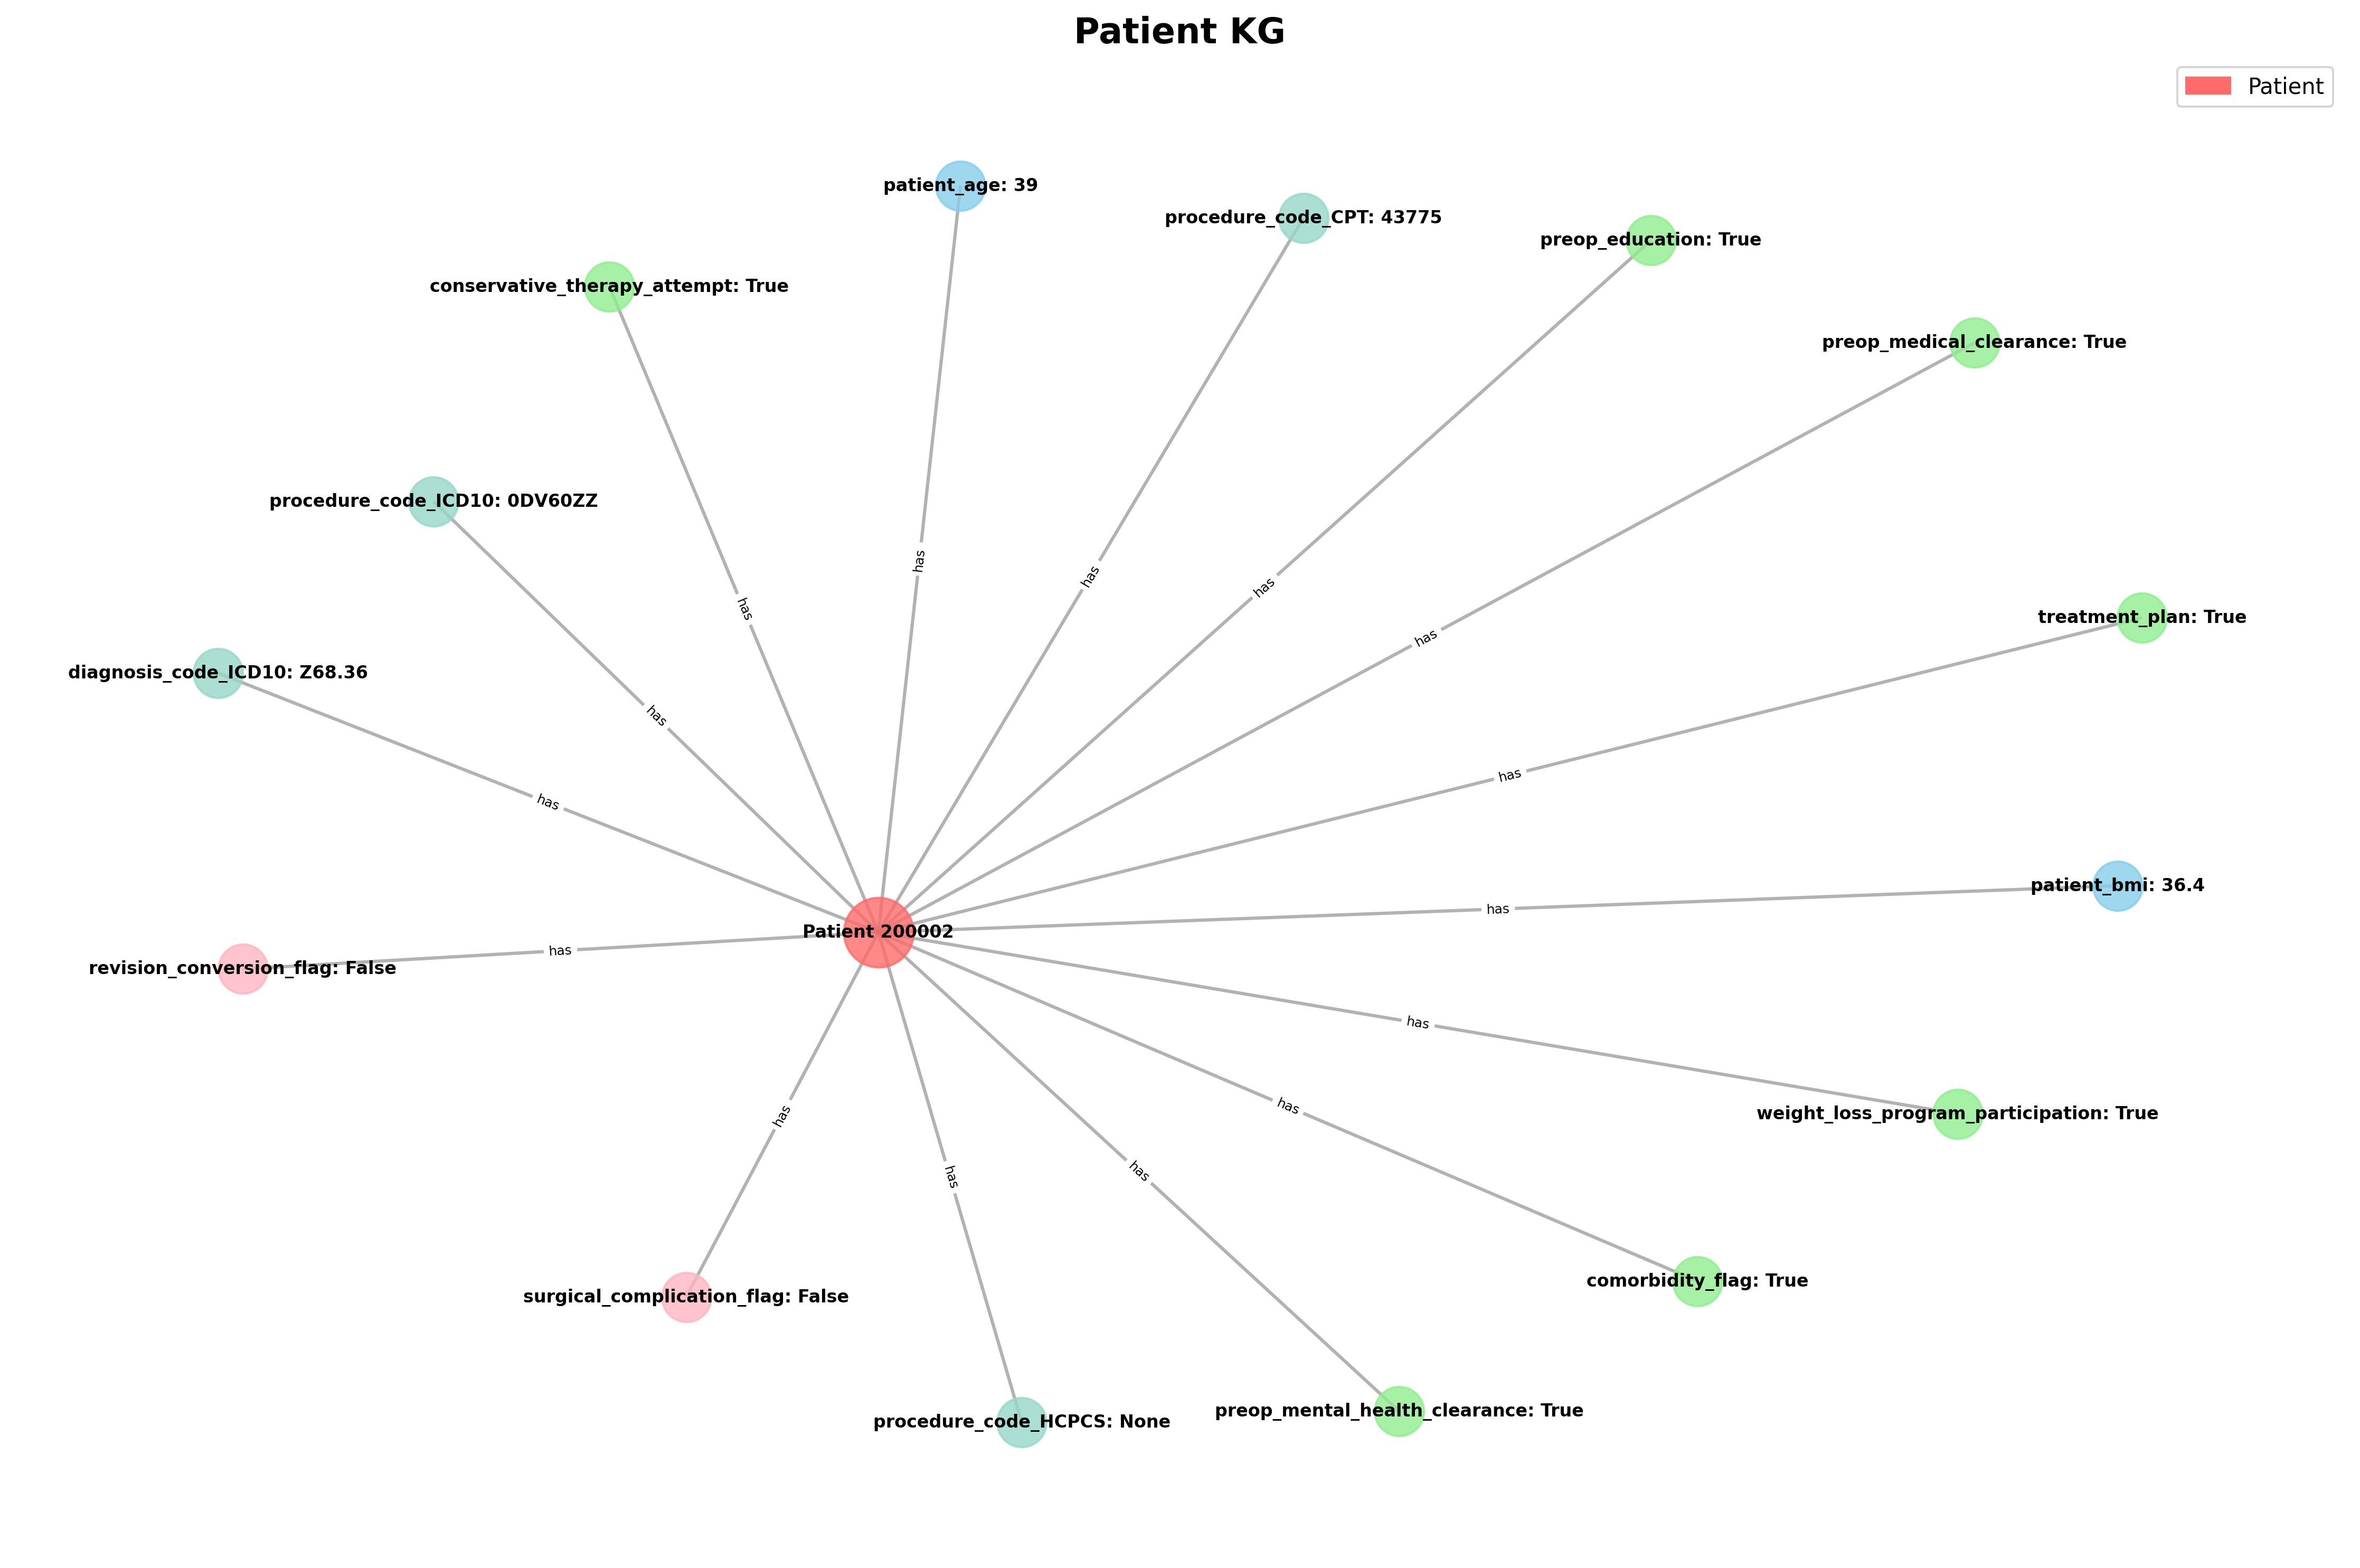 Patient KG
Patient
patient_age: 39
procedure_code_CPT: 43775
preop_education: True
conservative_therapy_attempt: True
preop_medical_clearance: True
procedure_code_ICD10: 0DV60ZZ
has
has
has
has
treatment_plan: True
has
diagnosis_code_ICD10: Z68.36
has
has
has
patient_bmi: 36.4
has
Patient 200002
has
revision_conversion_flag: False
has
has
weight_loss_program_participation: True
has
has
has
comorbidity_flag: True
surgical_complication_flag: False
preop_mental_health_clearance: True
procedure_code_HCPCS: None